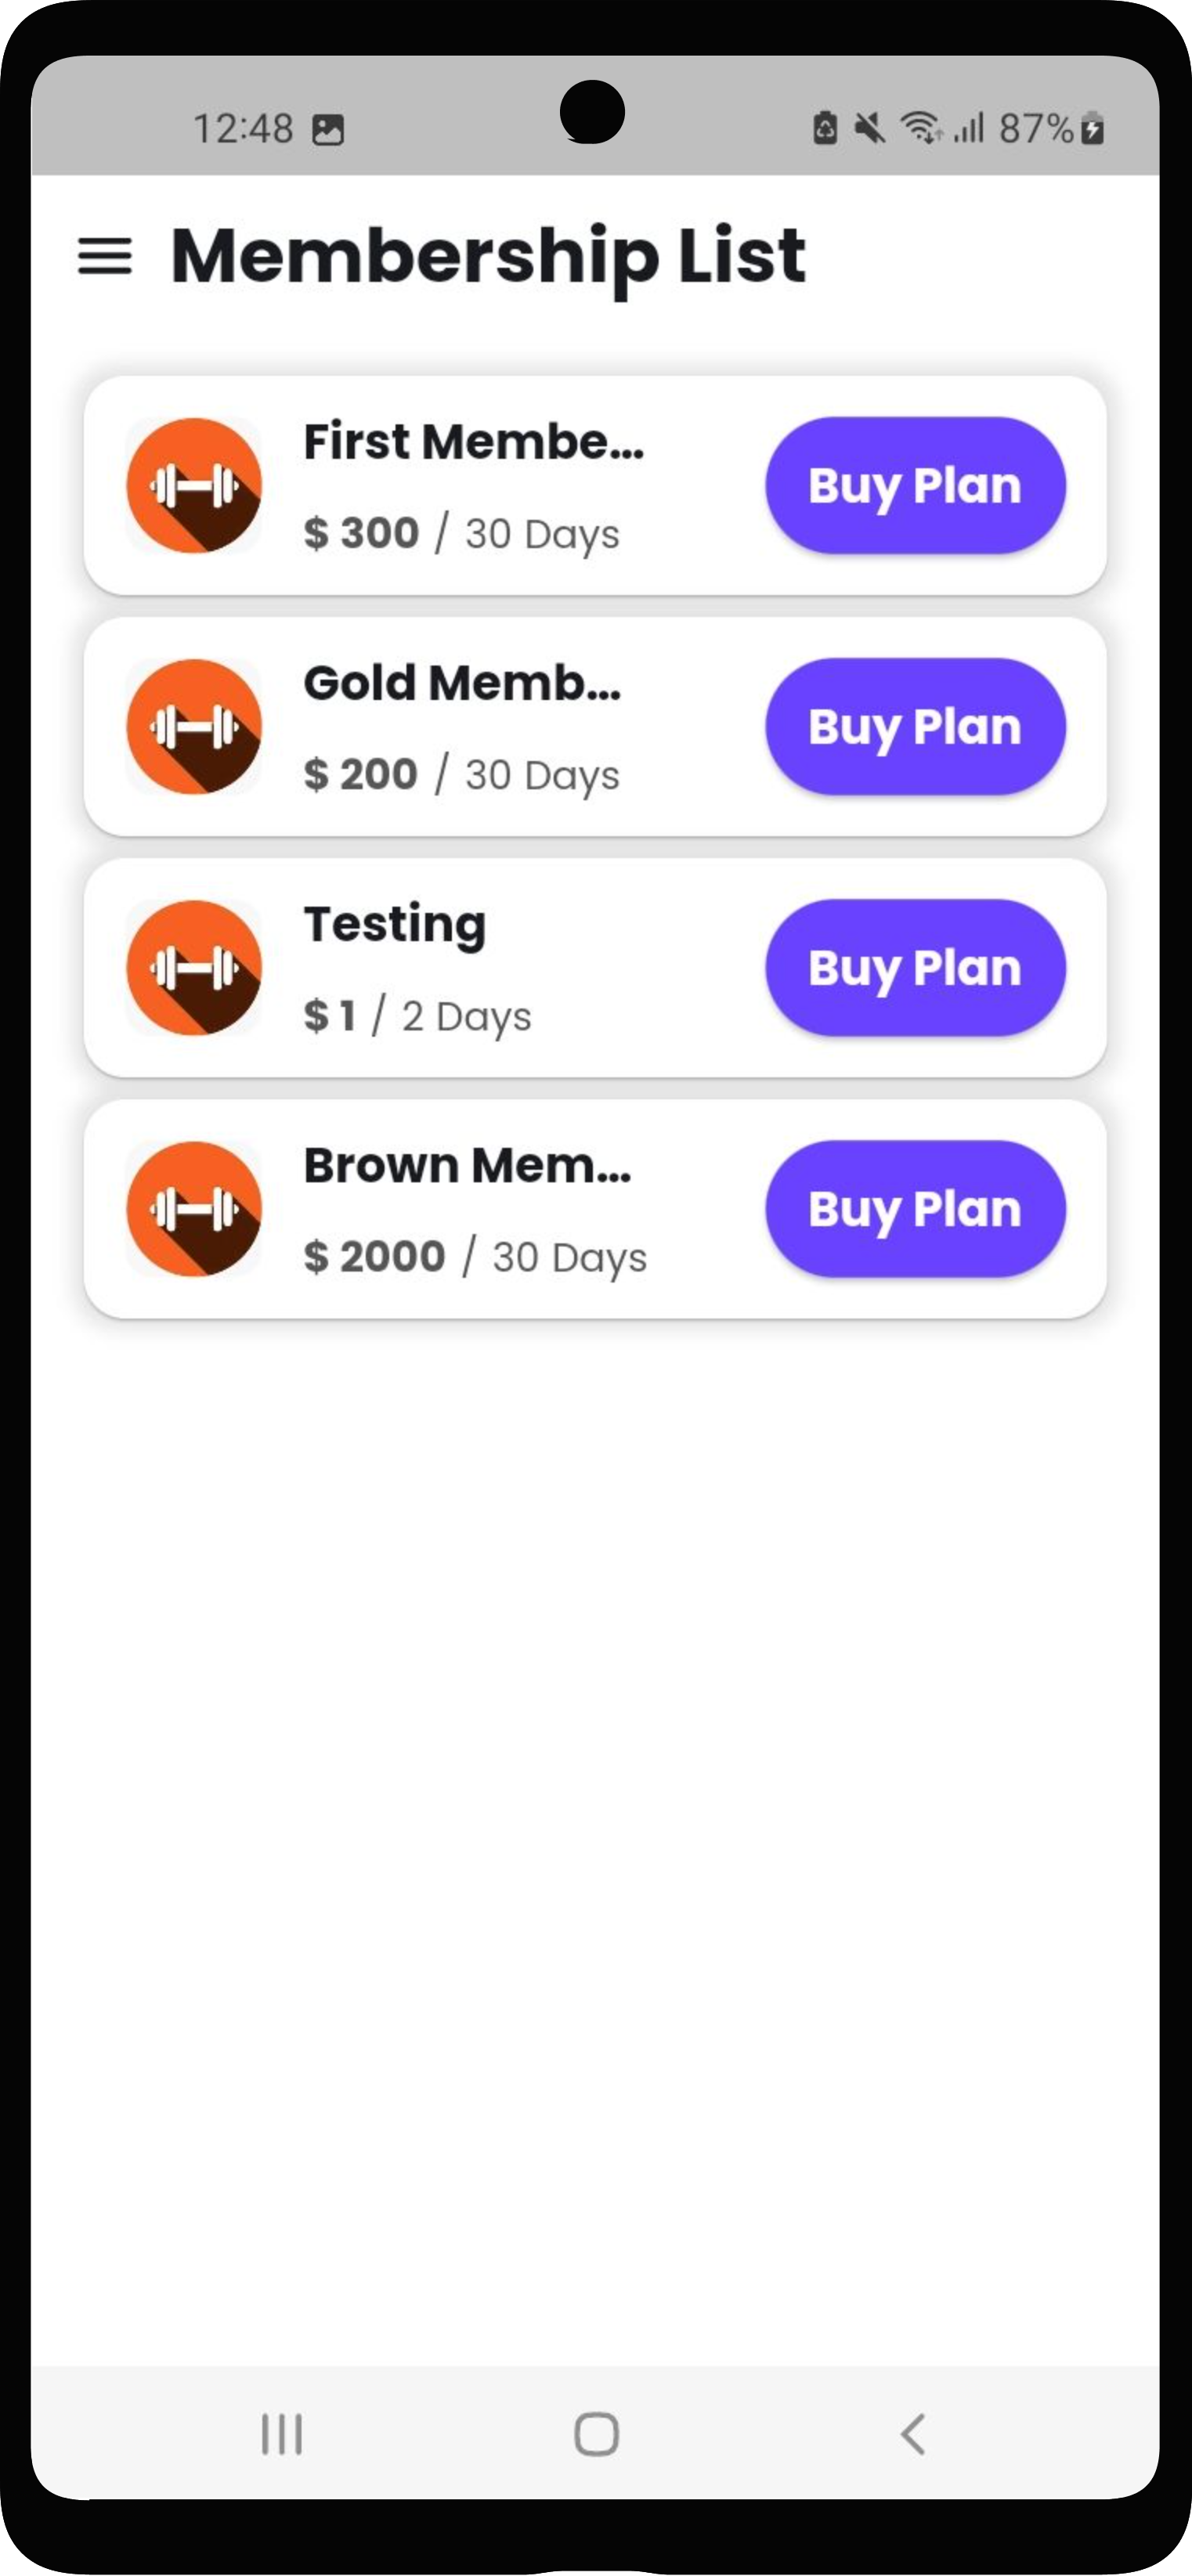 12:48 87%
Membership List
First Membe...
$ 300 / 30 Days
Buy Plan
Gold Memb...
$ 200 / 30 Days
Buy Plan
Testing
$ 1 / 2 Days
Buy Plan
Brown Mem...
$ 2000 / 30 Days
Buy Plan